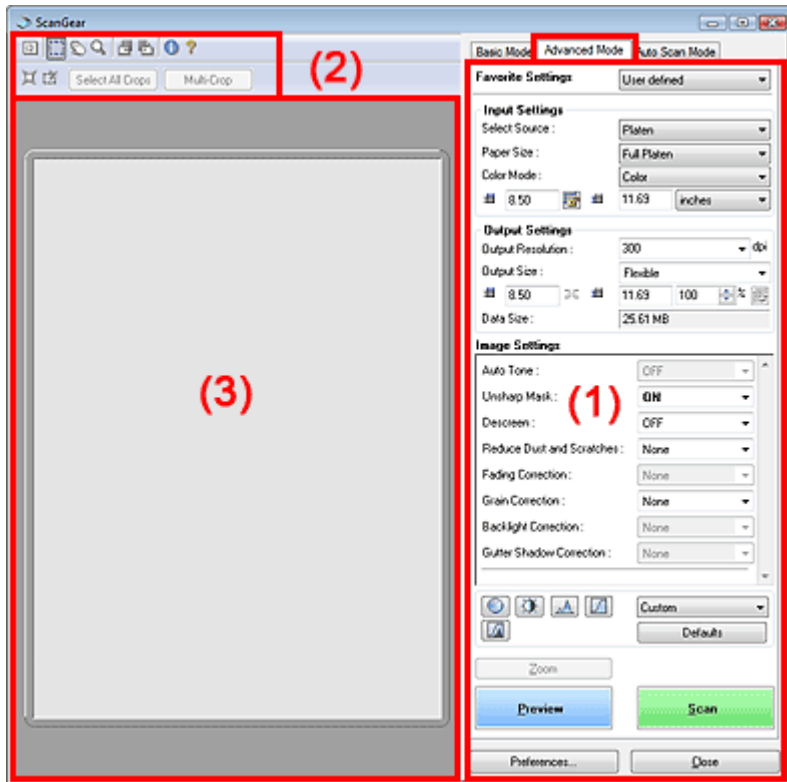 ScanGear
Basic Mode Advanced Mode Auto Scan Mode
(2)
Select All Crops Multi-Crop
Favorite Settings User defined
Input Settings
Select Source : Platen
Paper Size : Full Platen
Color Mode : Color
8.50 11.69 inches
Output Settings
Output Resolution : 300 dpi
Output Size : Flexible
8.50 11.69 100 %
Data Size : 25.61 MB
Image Settings
Auto Tone : OFF
(3)
Unsharp Mask : ON
(1)
Descreen : OFF
Reduce Dust and Scratches : None
Fading Correction : None
Grain Correction : None
Backlight Correction : None
Gutter Shadow Correction : None
Custom
Defaults
Zoom
Preview Scan
Preferences... Close